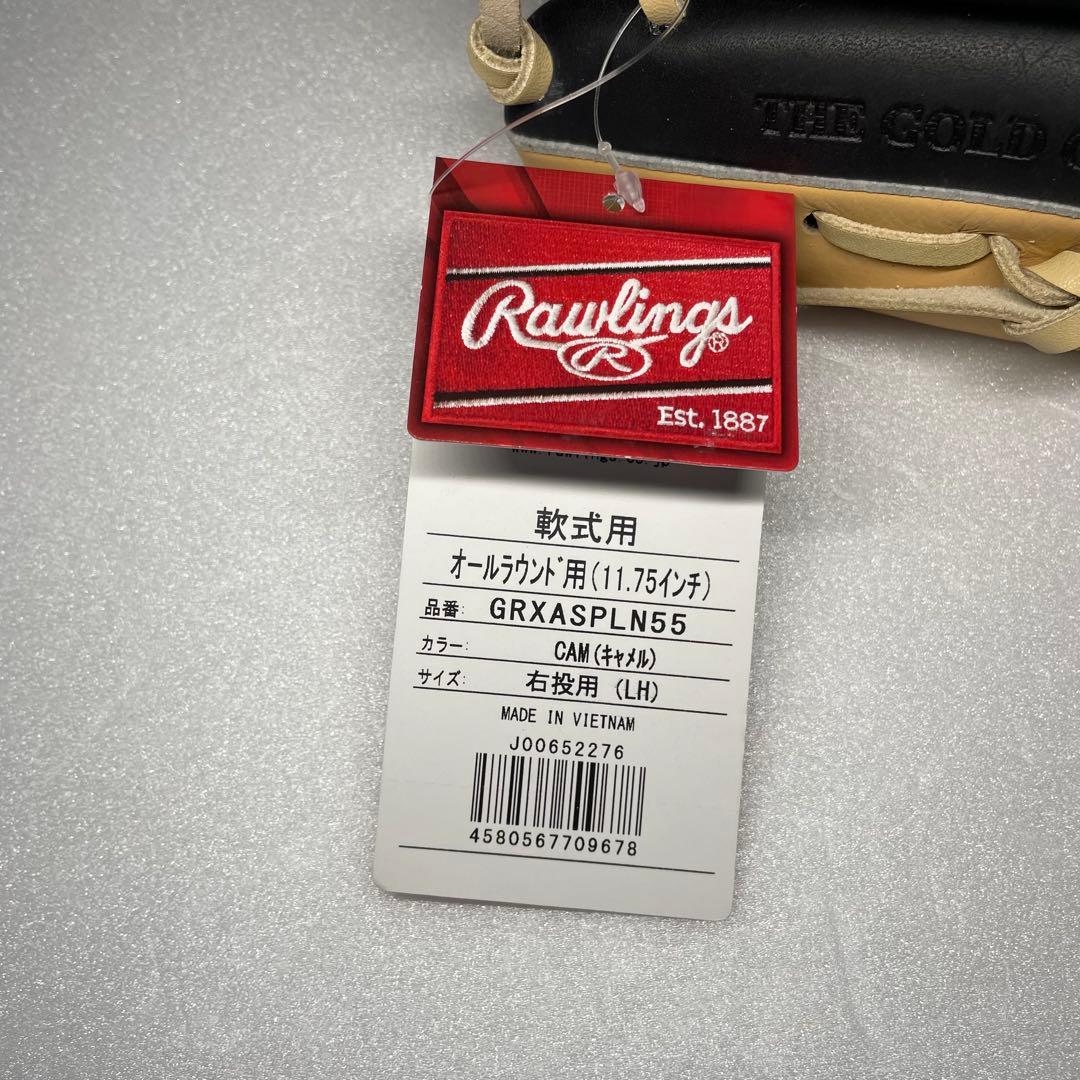 THE GOLD
Rawlings
R
Est. 1887
軟式用
オールラウンド用(11.75インチ)
品番: GRXASPLN55
カラー: CAM(キャメル)
サイズ: 右投用 (LH)
MADE IN VIETNAM
J00652276
4580567709678